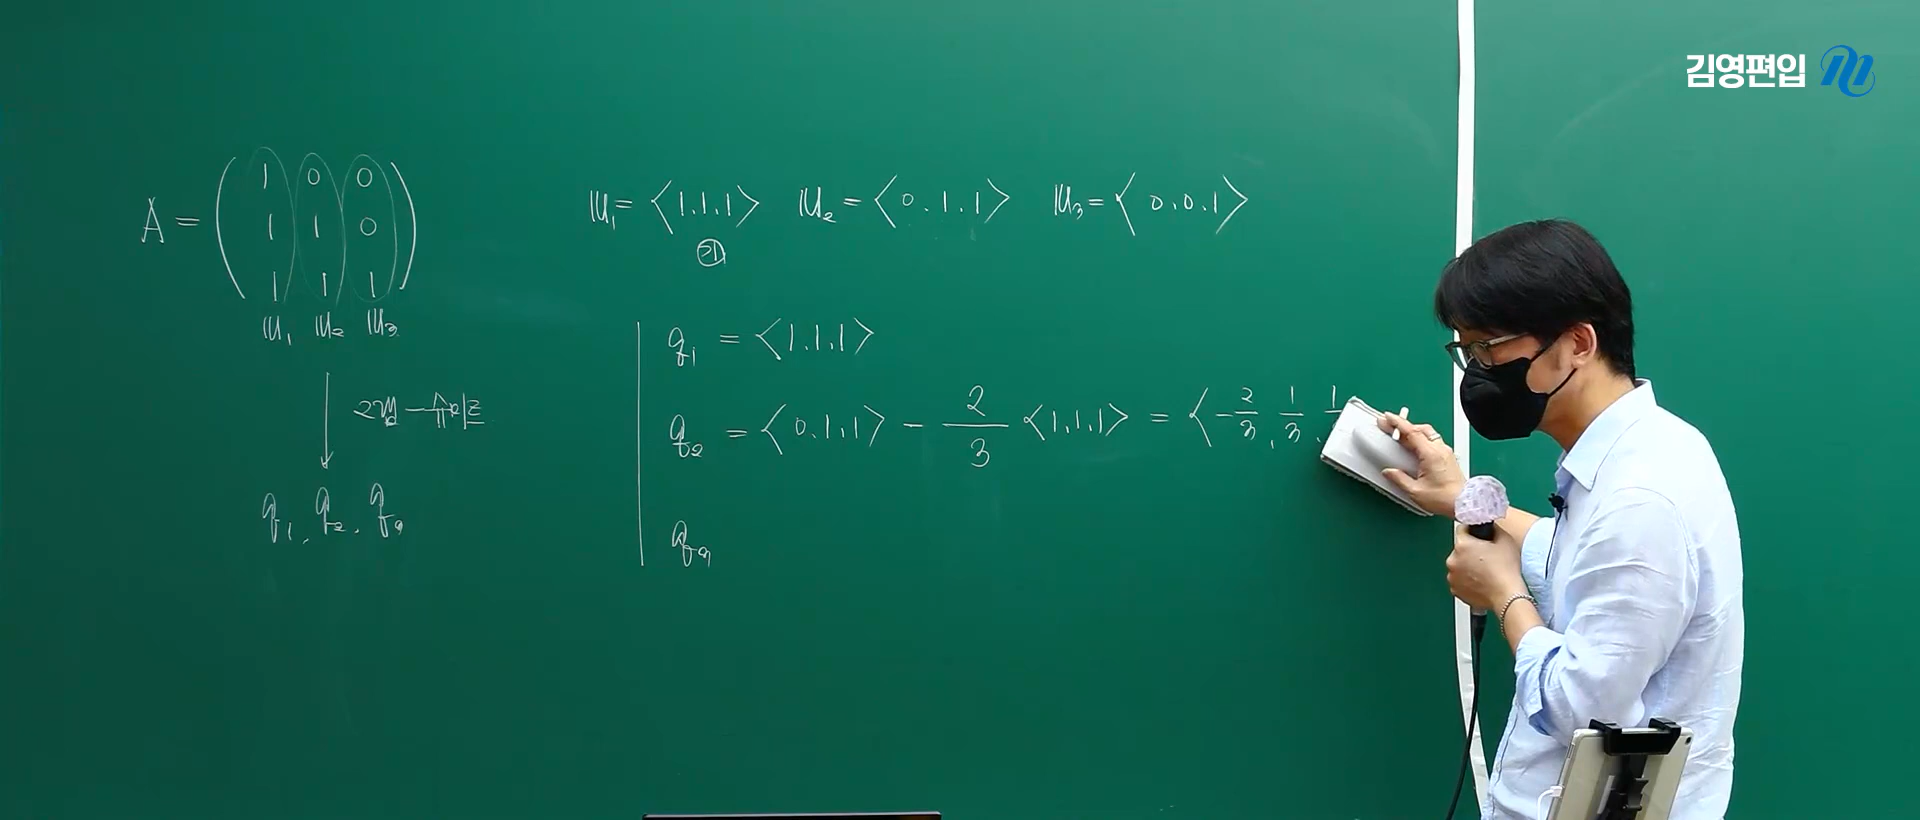 김영편입
A = ( 1 0 0
1 1 0
1 1 1 )
u₁ u₂ u₃
그람-슈미트
q₁, q₂, q₃
u₁ = <1.1.1> u₂ = <0.1.1> u₃ = <0.0.1>
q₁ = <1.1.1>
q₂ = <0.1.1> - 2/3 <1.1.1> = < -2/3, 1/3, 1
q₃